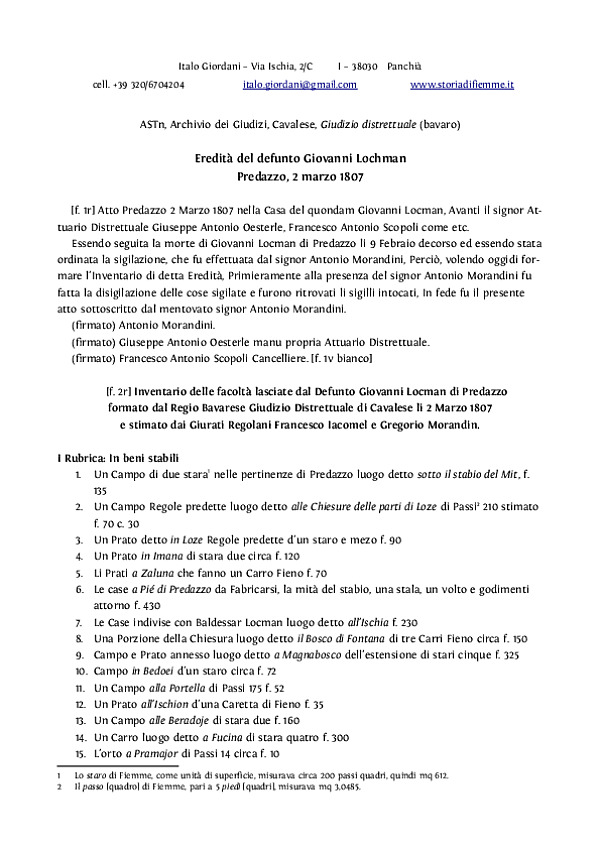 Italo Giordani – Via Ischia, 2/C I – 38030 Panchià
cell. +39 320/6704204 italo.giordani@gmail.com www.storiadifiemme.it
ASTn, Archivio dei Giudizi, Cavalese, Giudizio distrettuale (bavaro)
Eredità del defunto Giovanni Lochman
Predazzo, 2 marzo 1807
[f. 1r] Atto Predazzo 2 Marzo 1807 nella Casa del quondam Giovanni Locman, Avanti il signor At-
tuario Distrettuale Giuseppe Antonio Oesterle, Francesco Antonio Scopoli come etc.
Essendo seguita la morte di Giovanni Locman di Predazzo li 9 Febraio decorso ed essendo stata
ordinata la sigilazione, che fu effettuata dal signor Antonio Morandini, Perciò, volendo oggidi for-
mare l'Inventario di detta Eredità, Primieramente alla presenza del signor Antonio Morandini fu
fatta la disigilazione delle cose sigilate e furono ritrovati li sigilli intocati, In fede fu il presente
atto sottoscritto dal mentovato signor Antonio Morandini.
(firmato) Antonio Morandini.
(firmato) Giuseppe Antonio Oesterle manu propria Attuario Distrettuale.
(firmato) Francesco Antonio Scopoli Cancelliere. [f. 1v bianco]
[f. 2r] Inventario delle facoltà lasciate dal Defunto Giovanni Locman di Predazzo
formato dal Regio Bavarese Giudizio Distrettuale di Cavalese li 2 Marzo 1807
e stimato dai Giurati Regolani Francesco Iacomel e Gregorio Morandin.
I Rubrica: In beni stabili
1. Un Campo di due stara¹ nelle pertinenze di Predazzo luogo detto sotto il stabio del Mit, f.
135
2. Un Campo Regole predette luogo detto alle Chiesure delle parti di Loze di Passi² 210 stimato
f. 70 c. 30
3. Un Prato detto in Loze Regole predette d'un staro e mezo f. 90
4. Un Prato in Imana di stara due circa f. 120
5. Li Prati a Zaluna che fanno un Carro Fieno f. 70
6. Le case a Pié di Predazzo da Fabricarsi, la mità del stabio, una stala, un volto e godimenti
attorno f. 430
7. Le Case indivise con Baldessar Locman luogo detto all'Ischia f. 230
8. Una Porzione della Chiesura luogo detto il Bosco di Fontana di tre Carri Fieno circa f. 150
9. Campo e Prato annesso luogo detto a Magnabosco dell'estensione di stari cinque f. 325
10. Campo in Bedoei d'un staro circa f. 72
11. Un Campo alla Portella di Passi 175 f. 52
12. Un Prato all'Ischion d'una Caretta di Fieno f. 35
13. Un Campo alle Beradoje di stara due f. 160
14. Un Carro luogo detto a Fucina di stara quatro f. 300
15. L'orto a Pramajor di Passi 14 circa f. 10
1 Lo staro di Fiemme, come unità di superficie, misurava circa 200 passi quadri, quindi mq 612.
2 Il passo [quadro] di Fiemme, pari a 5 piedi [quadri], misurava mq 3,0485.